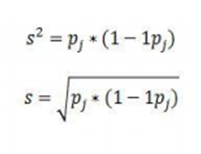 s² = pⱼ * (1 − 1pⱼ)
s = √pⱼ * (1 − 1pⱼ)